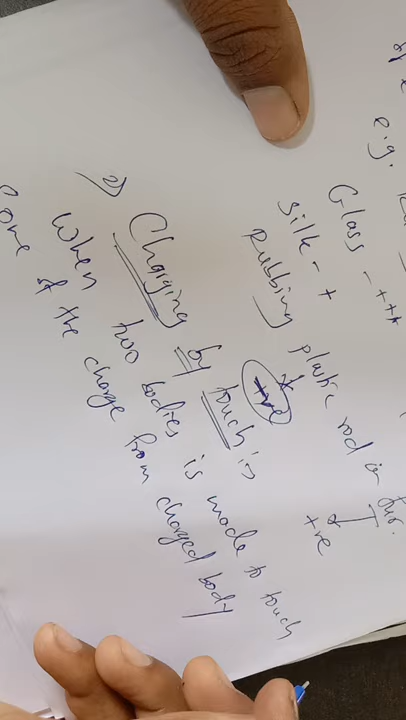 e.g.
Glass - +++
Silk - +
Rubbing plastic rod in fur.
+ve
+ve
2) Charging by touch :-
When two bodies is made to touch
Some of the charge from charged body